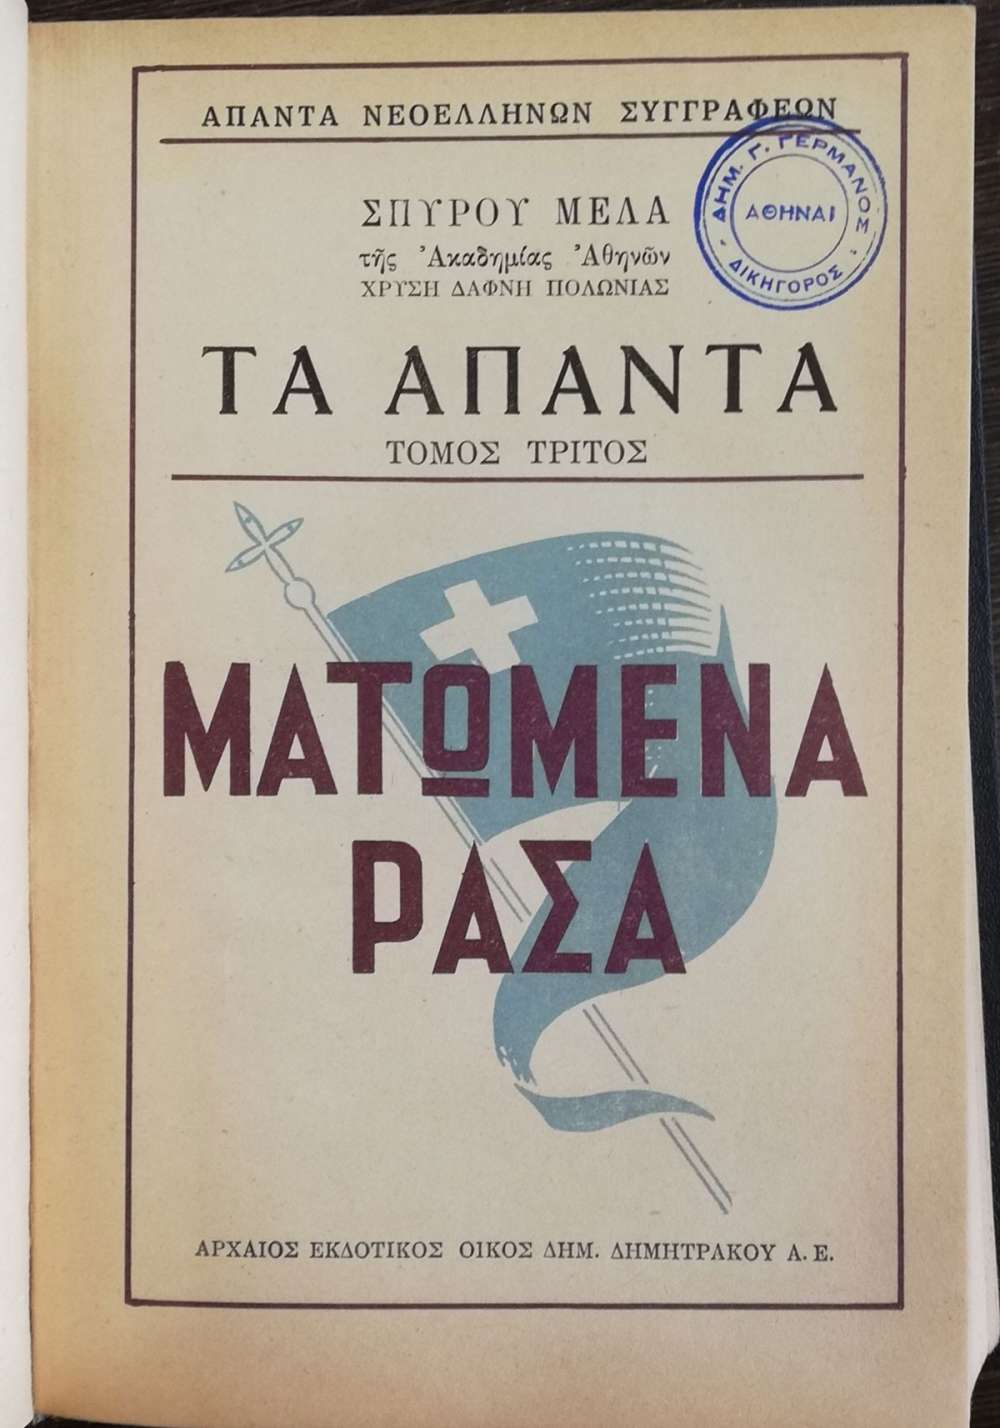 ΑΠΑΝΤΑ ΝΕΟΕΛΛΗΝΩΝ ΣΥΓΓΡΑΦΕΩΝ
ΔΗΜ. Γ. ΓΕΡΜΑΝΟΣ
ΑΘΗΝΑΙ
ΔΙΚΗΓΟΡΟΣ
ΣΠΥΡΟΥ ΜΕΛΑ
τῆς Ἀκαδημίας Ἀθηνῶν
ΧΡΥΣΗ ΔΑΦΝΗ ΠΟΛΩΝΙΑΣ
ΤΑ ΑΠΑΝΤΑ
ΤΟΜΟΣ ΤΡΙΤΟΣ
ΜΑΤΩΜΕΝΑ
ΡΑΣΑ
ΑΡΧΑΙΟΣ ΕΚΔΟΤΙΚΟΣ ΟΙΚΟΣ ΔΗΜ. ΔΗΜΗΤΡΑΚΟΥ Α. Ε.